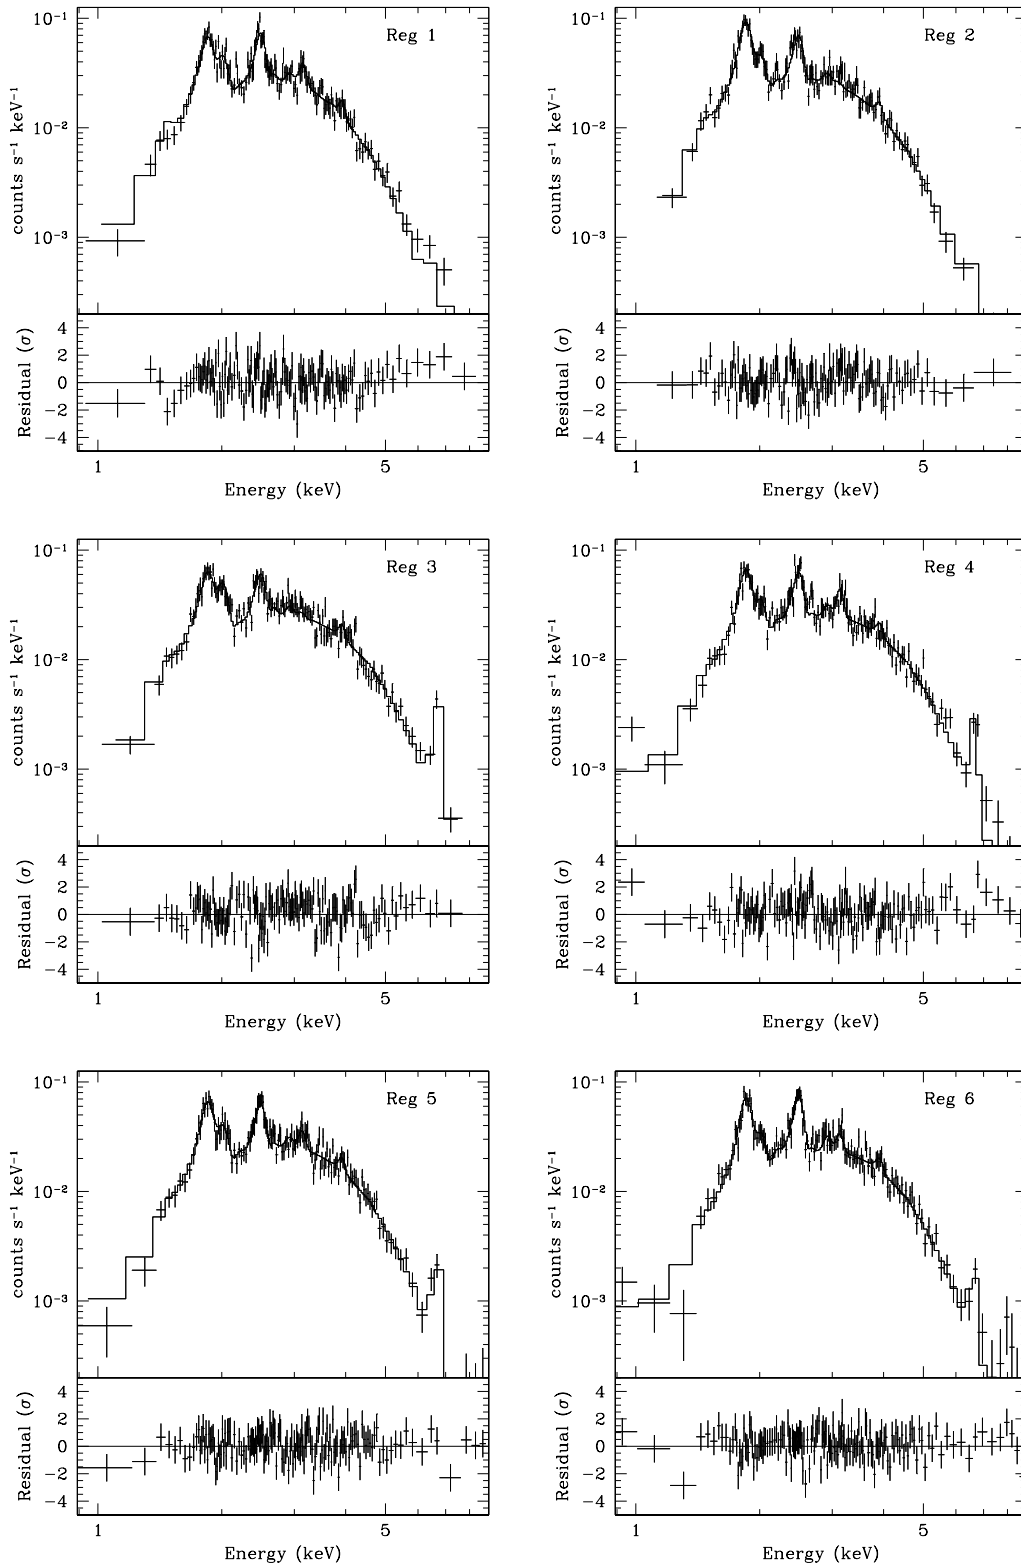 Reg 1
counts s⁻¹ keV⁻¹
10⁻¹
10⁻²
10⁻³
Residual (σ)
4
2
0
−2
−4
1
5
Energy (keV)
Reg 2
counts s⁻¹ keV⁻¹
10⁻¹
10⁻²
10⁻³
Residual (σ)
4
2
0
−2
−4
1
5
Energy (keV)
Reg 3
counts s⁻¹ keV⁻¹
10⁻¹
10⁻²
10⁻³
Residual (σ)
4
2
0
−2
−4
1
5
Energy (keV)
Reg 4
counts s⁻¹ keV⁻¹
10⁻¹
10⁻²
10⁻³
Residual (σ)
4
2
0
−2
−4
1
5
Energy (keV)
Reg 5
counts s⁻¹ keV⁻¹
10⁻¹
10⁻²
10⁻³
Residual (σ)
4
2
0
−2
−4
1
5
Energy (keV)
Reg 6
counts s⁻¹ keV⁻¹
10⁻¹
10⁻²
10⁻³
Residual (σ)
4
2
0
−2
−4
1
5
Energy (keV)